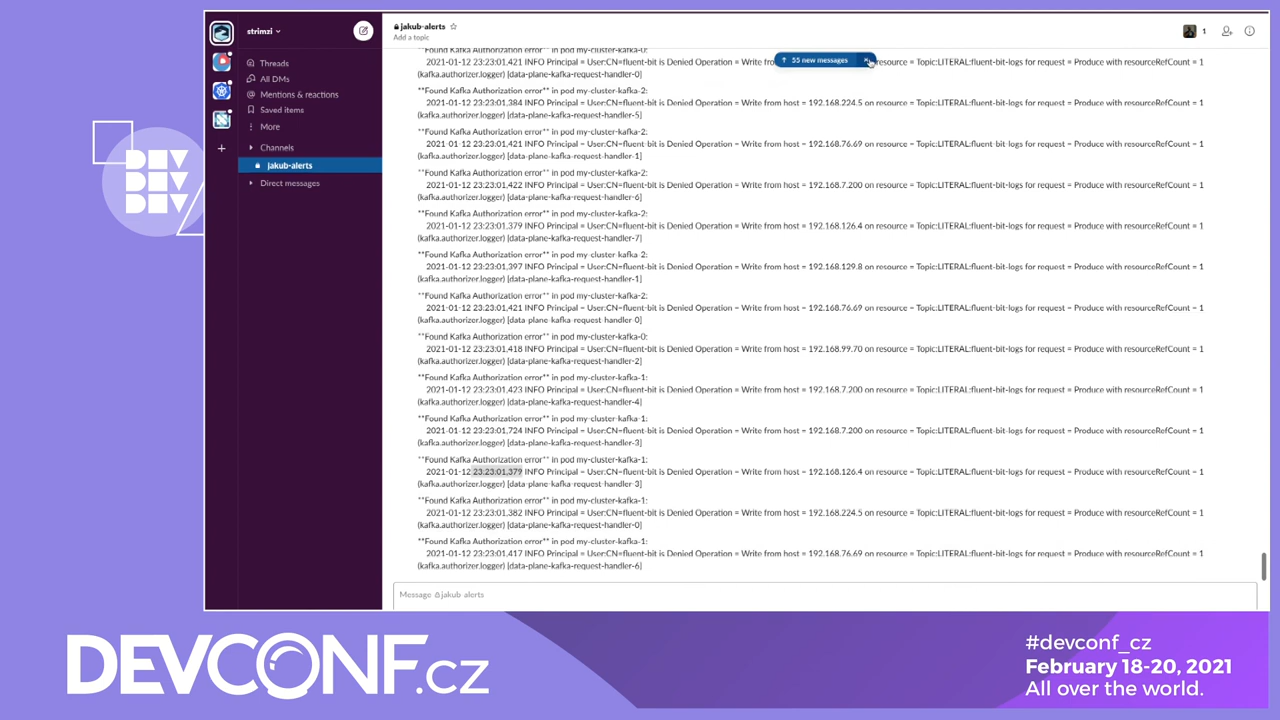 strimzi
Threads
All DMs
Mentions & reactions
Saved items
More
Channels
jakub-alerts
Direct messages
jakub-alerts
Add a topic
1
55 new messages
**Found Kafka Authorization error** in pod my-cluster-kafka-0:
2021-01-12 23:23:01,421 INFO Principal = User:CN=fluent-bit is Denied Operation = Write from host = resource = Topic:LITERAL:fluent-bit-logs for request = Produce with resourceRefCount = 1
(kafka.authorizer.logger) [data-plane-kafka-request-handler-0]
**Found Kafka Authorization error** in pod my-cluster-kafka-2:
2021-01-12 23:23:01,384 INFO Principal = User:CN=fluent-bit is Denied Operation = Write from host = 192.168.224.5 on resource = Topic:LITERAL:fluent-bit-logs for request = Produce with resourceRefCount = 1
(kafka.authorizer.logger) [data-plane-kafka-request-handler-5]
**Found Kafka Authorization error** in pod my-cluster-kafka-2:
2021-01-12 23:23:01,421 INFO Principal = User:CN=fluent-bit is Denied Operation = Write from host = 192.168.76.69 on resource = Topic:LITERAL:fluent-bit-logs for request = Produce with resourceRefCount = 1
(kafka.authorizer.logger) [data-plane-kafka-request-handler-1]
**Found Kafka Authorization error** in pod my-cluster-kafka-2:
2021-01-12 23:23:01,422 INFO Principal = User:CN=fluent-bit is Denied Operation = Write from host = 192.168.7.200 on resource = Topic:LITERAL:fluent-bit-logs for request = Produce with resourceRefCount = 1
(kafka.authorizer.logger) [data-plane-kafka-request-handler-6]
**Found Kafka Authorization error** in pod my-cluster-kafka-2:
2021-01-12 23:23:01,379 INFO Principal = User:CN=fluent-bit is Denied Operation = Write from host = 192.168.126.4 on resource = Topic:LITERAL:fluent-bit-logs for request = Produce with resourceRefCount = 1
(kafka.authorizer.logger) [data-plane-kafka-request-handler-7]
**Found Kafka Authorization error** in pod my-cluster-kafka-2:
2021-01-12 23:23:01,397 INFO Principal = User:CN=fluent-bit is Denied Operation = Write from host = 192.168.129.8 on resource = Topic:LITERAL:fluent-bit-logs for request = Produce with resourceRefCount = 1
(kafka.authorizer.logger) [data-plane-kafka-request-handler-1]
**Found Kafka Authorization error** in pod my-cluster-kafka-2:
2021-01-12 23:23:01,421 INFO Principal = User:CN=fluent-bit is Denied Operation = Write from host = 192.168.76.69 on resource = Topic:LITERAL:fluent-bit-logs for request = Produce with resourceRefCount = 1
(kafka.authorizer.logger) [data-plane-kafka-request-handler-0]
**Found Kafka Authorization error** in pod my-cluster-kafka-0:
2021-01-12 23:23:01,418 INFO Principal = User:CN=fluent-bit is Denied Operation = Write from host = 192.168.99.70 on resource = Topic:LITERAL:fluent-bit-logs for request = Produce with resourceRefCount = 1
(kafka.authorizer.logger) [data-plane-kafka-request-handler-2]
**Found Kafka Authorization error** in pod my-cluster-kafka-1:
2021-01-12 23:23:01,423 INFO Principal = User:CN=fluent-bit is Denied Operation = Write from host = 192.168.7.200 on resource = Topic:LITERAL:fluent-bit-logs for request = Produce with resourceRefCount = 1
(kafka.authorizer.logger) [data-plane-kafka-request-handler-4]
**Found Kafka Authorization error** in pod my-cluster-kafka-1:
2021-01-12 23:23:01,724 INFO Principal = User:CN=fluent-bit is Denied Operation = Write from host = 192.168.7.200 on resource = Topic:LITERAL:fluent-bit-logs for request = Produce with resourceRefCount = 1
(kafka.authorizer.logger) [data-plane-kafka-request-handler-3]
**Found Kafka Authorization error** in pod my-cluster-kafka-1:
2021-01-12 23:23:01,379 INFO Principal = User:CN=fluent-bit is Denied Operation = Write from host = 192.168.126.4 on resource = Topic:LITERAL:fluent-bit-logs for request = Produce with resourceRefCount = 1
(kafka.authorizer.logger) [data-plane-kafka-request-handler-3]
**Found Kafka Authorization error** in pod my-cluster-kafka-1:
2021-01-12 23:23:01,382 INFO Principal = User:CN=fluent-bit is Denied Operation = Write from host = 192.168.224.5 on resource = Topic:LITERAL:fluent-bit-logs for request = Produce with resourceRefCount = 1
(kafka.authorizer.logger) [data-plane-kafka-request-handler-0]
**Found Kafka Authorization error** in pod my-cluster-kafka-1:
2021-01-12 23:23:01,417 INFO Principal = User:CN=fluent-bit is Denied Operation = Write from host = 192.168.76.69 on resource = Topic:LITERAL:fluent-bit-logs for request = Produce with resourceRefCount = 1
(kafka.authorizer.logger) [data-plane-kafka-request-handler-6]
Message jakub-alerts
DEV
DEV
DEV
DEVCONF.cz
#devconf_cz
February 18-20, 2021
All over the world.